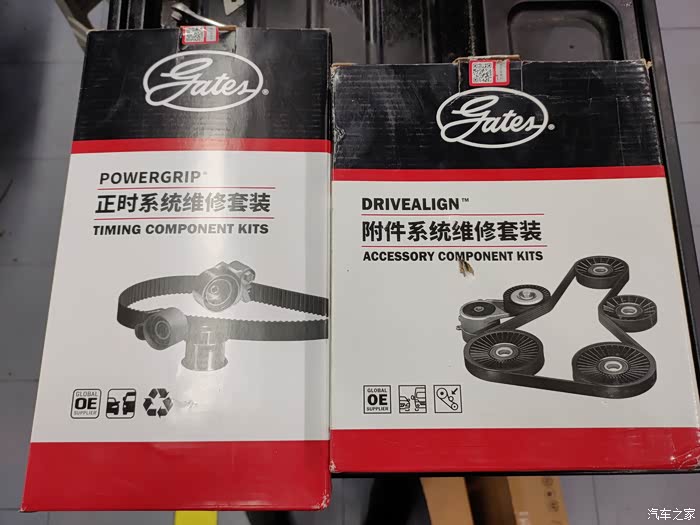 Gates®
POWERGRIP™
正时系统维修套装
TIMING COMPONENT KITS
GLOBAL
OE
SUPPLIER
Gates®
DRIVEALIGN™
附件系统维修套装
ACCESSORY COMPONENT KITS
GLOBAL
OE
SUPPLIER
汽车之家